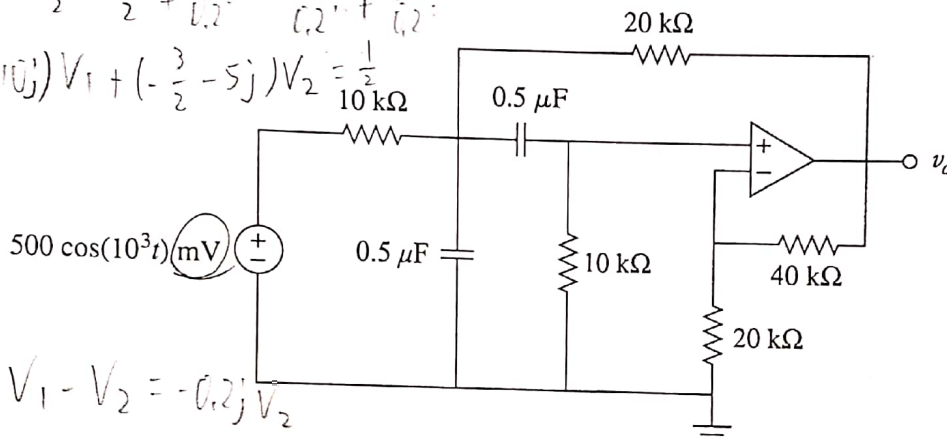 20 kΩ
V₁ + (-3/2 - 5j)V₂ = 1/2
10 kΩ
0.5 μF
+
−
500 cos(10³t) mV
+
−
0.5 μF
10 kΩ
40 kΩ
20 kΩ
V₁ - V₂ = -0.2j V₂